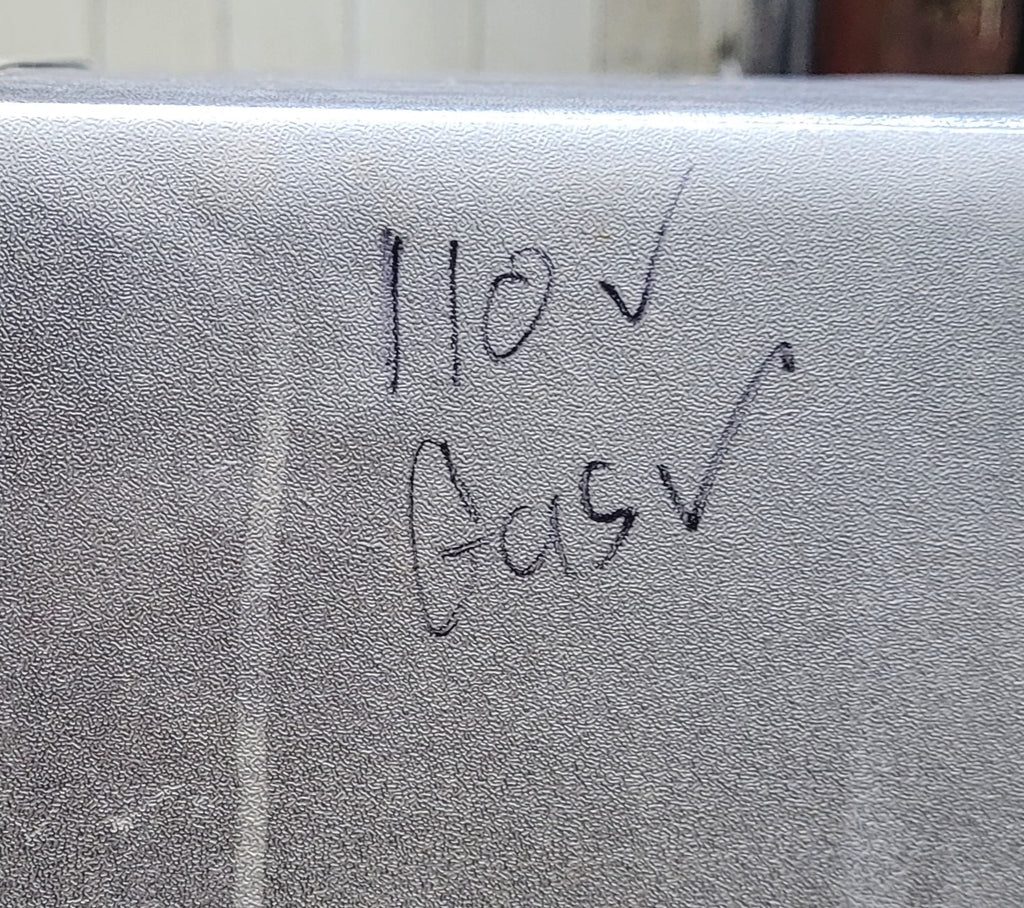 110 ✓
Gas ✓